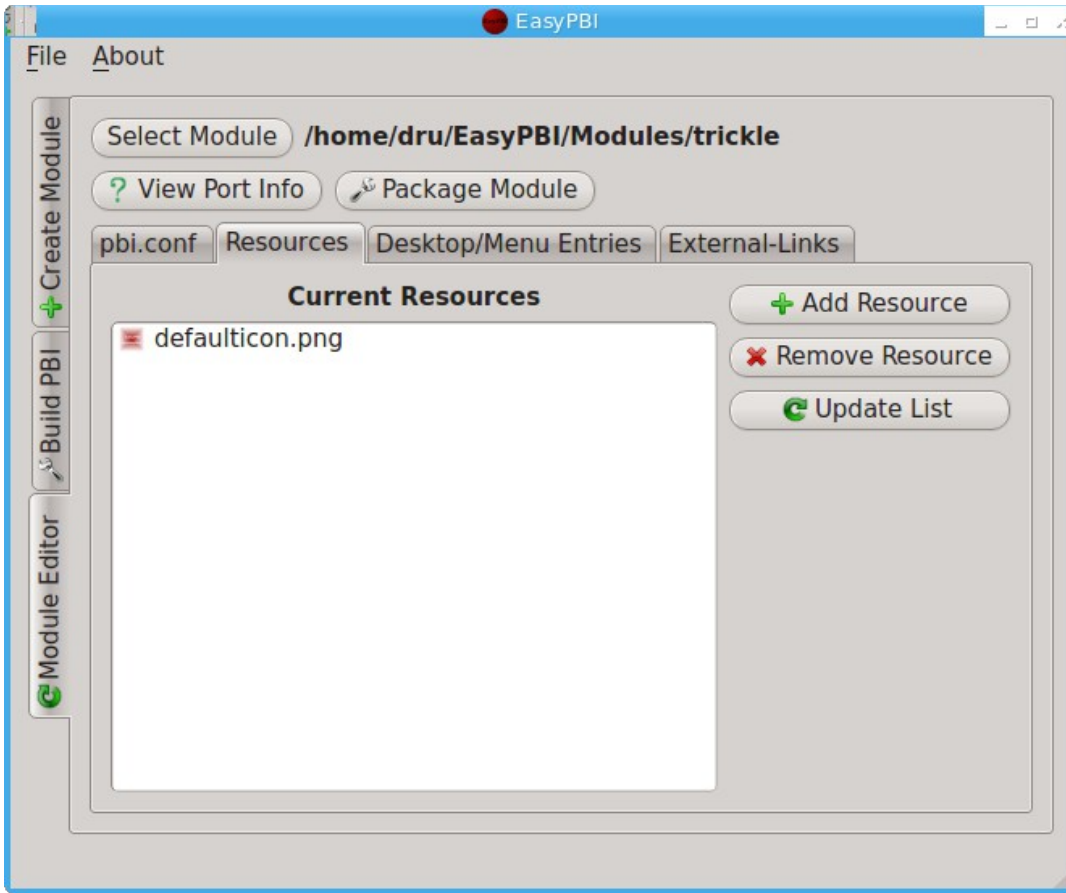 EasyPBI
File About
Select Module /home/dru/EasyPBI/Modules/trickle
? View Port Info Package Module
pbi.conf Resources Desktop/Menu Entries External-Links
Current Resources
defaulticon.png
Add Resource
Remove Resource
Update List
Create Module
Build PBI
Module Editor